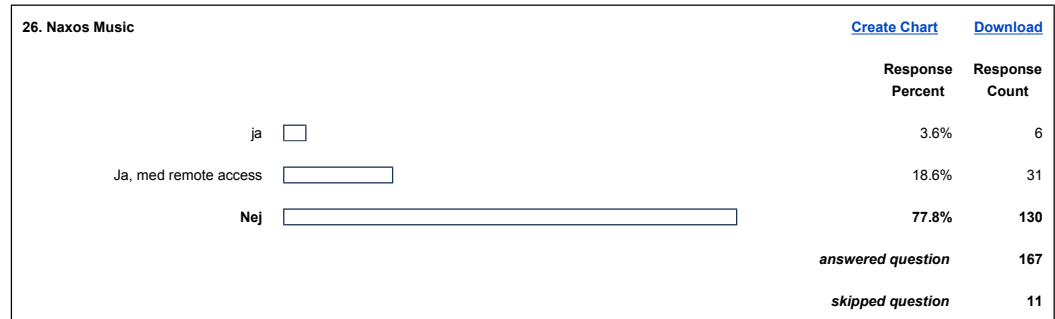 26. Naxos Music Create Chart Download
Response Percent Response Count
ja 3.6% 6
Ja, med remote access 18.6% 31
Nej 77.8% 130
answered question 167
skipped question 11